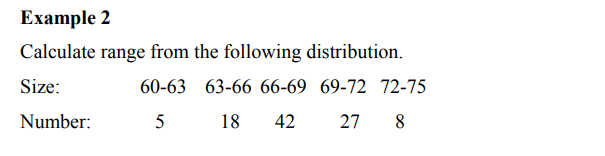 Example 2
Calculate range from the following distribution.
Size: 60-63 63-66 66-69 69-72 72-75
Number: 5 18 42 27 8